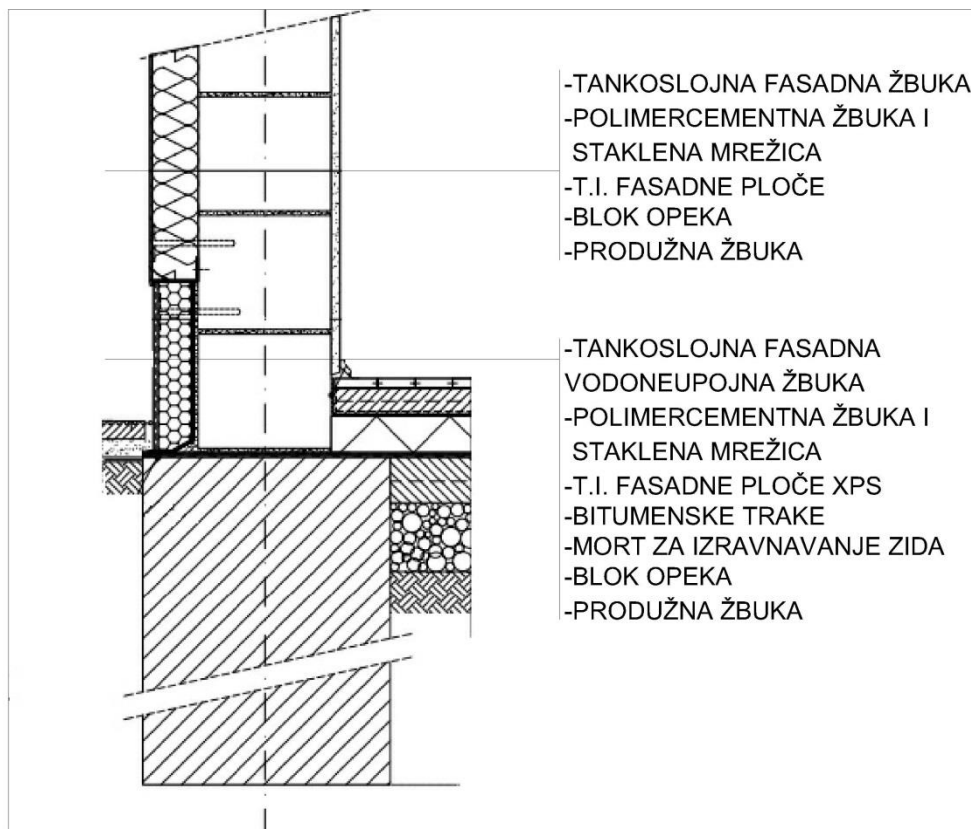 -TANKOSLOJNA FASADNA ŽBUKA
-POLIMERCEMENTNA ŽBUKA I
STAKLENA MREŽICA
-T.I. FASADNE PLOČE
-BLOK OPEKA
-PRODUŽNA ŽBUKA
-TANKOSLOJNA FASADNA
VODONEUPOJNA ŽBUKA
-POLIMERCEMENTNA ŽBUKA I
STAKLENA MREŽICA
-T.I. FASADNE PLOČE XPS
-BITUMENSKE TRAKE
-MORT ZA IZRAVNAVANJE ZIDA
-BLOK OPEKA
-PRODUŽNA ŽBUKA